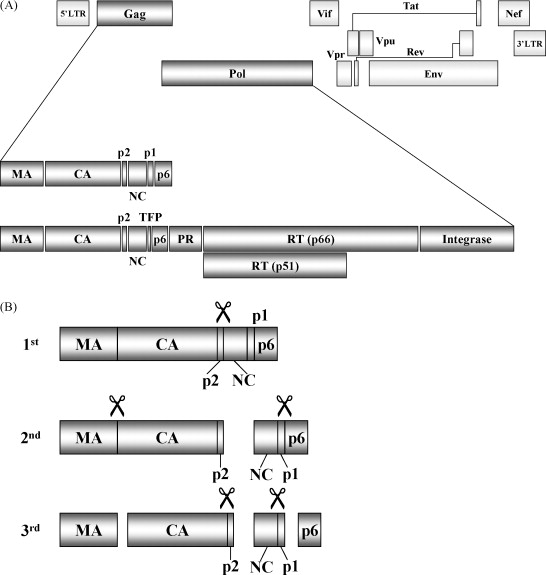 (A)
5'LTR
Gag
Vif
Tat
Nef
Vpu
3'LTR
Vpr
Rev
Pol
Env
p2
p1
MA
CA
p6
NC
p2
TFP
MA
CA
p6
PR
RT (p66)
Integrase
NC
RT (p51)
(B)
p1
1st
MA
CA
p6
p2
NC
2nd
MA
CA
p6
p2
NC
p1
3rd
MA
CA
p6
p2
NC
p1